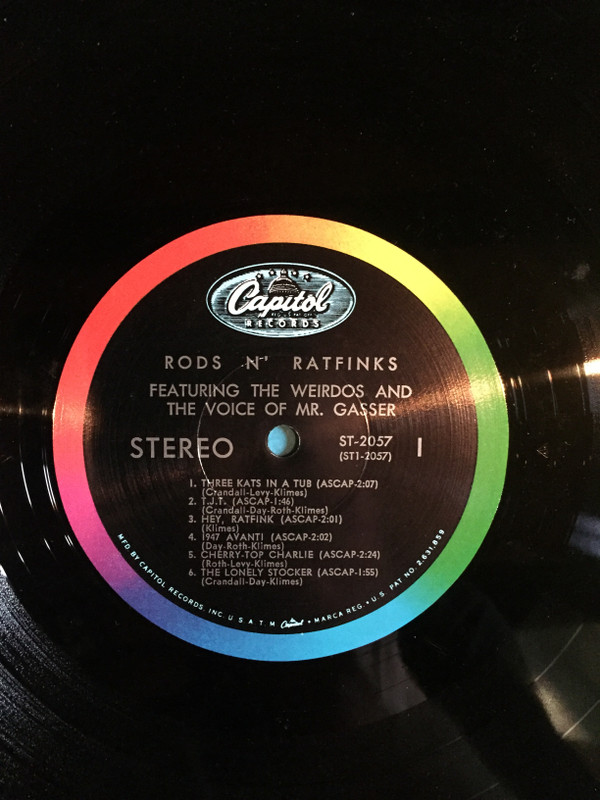 Capitol
RECORDS
RODS N' RATFINKS
FEATURING THE WEIRDOS AND
THE VOICE OF MR. GASSER
STEREO
ST-2057
(ST1-2057)
1
1. THREE KATS IN A TUB (ASCAP-2:07)
(Crandall-Levy-Klimes)
2. T.J.T. (ASCAP-1:46)
(Crandall-Day-Roth-Klimes)
3. HEY, RATFINK (ASCAP-2:01)
(Klimes)
4. 1947 AVANTI (ASCAP-2:02)
(Day-Roth-Klimes)
5. CHERRY-TOP CHARLIE (ASCAP-2:24)
(Roth-Levy-Klimes)
6. THE LONELY STOCKER (ASCAP-1:55)
(Crandall-Day-Klimes)
MFD BY CAPITOL RECORDS, INC. U.S.A. T.M. Capitol • MARCA REG. • U.S. PAT. NO. 2,631,859